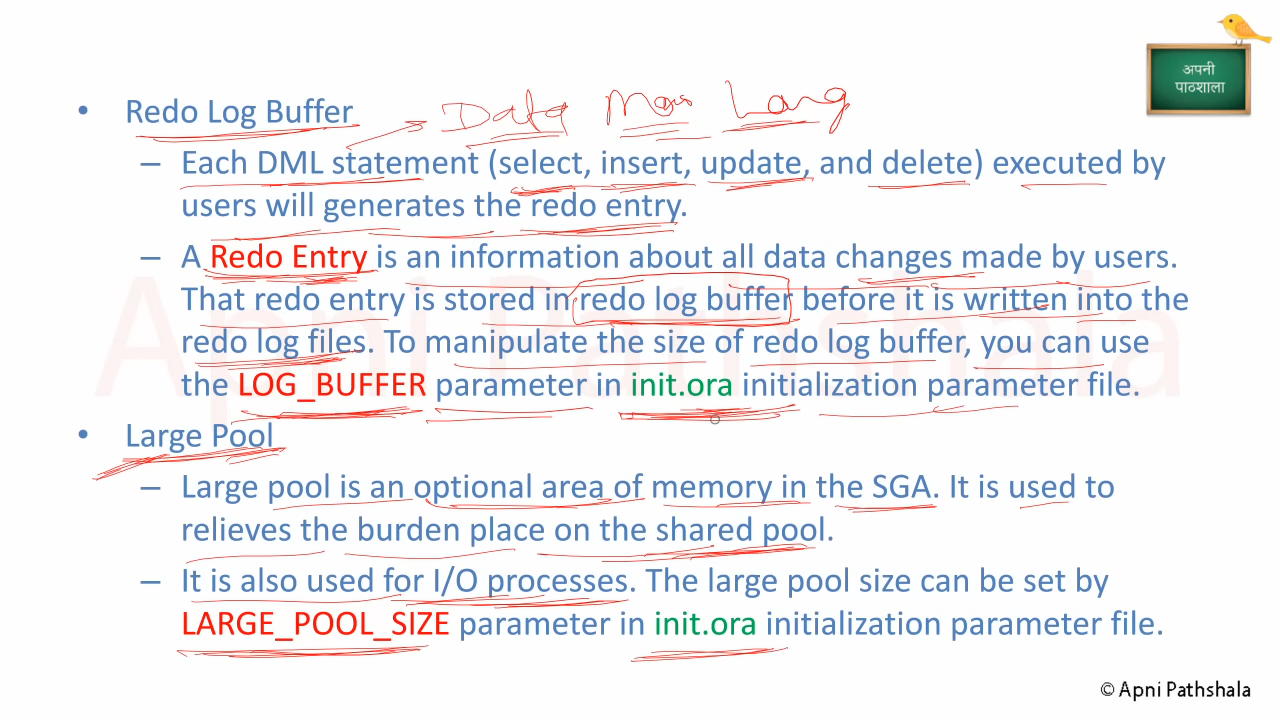 अपनी
पाठशाला
• Redo Log Buffer Data Man Lang
– Each DML statement (select, insert, update, and delete) executed by
users will generates the redo entry.
– A Redo Entry is an information about all data changes made by users.
That redo entry is stored in redo log buffer before it is written into the
redo log files. To manipulate the size of redo log buffer, you can use
the LOG_BUFFER parameter in init.ora initialization parameter file.
• Large Pool
– Large pool is an optional area of memory in the SGA. It is used to
relieves the burden place on the shared pool.
– It is also used for I/O processes. The large pool size can be set by
LARGE_POOL_SIZE parameter in init.ora initialization parameter file.
Apni Pathshala
© Apni Pathshala